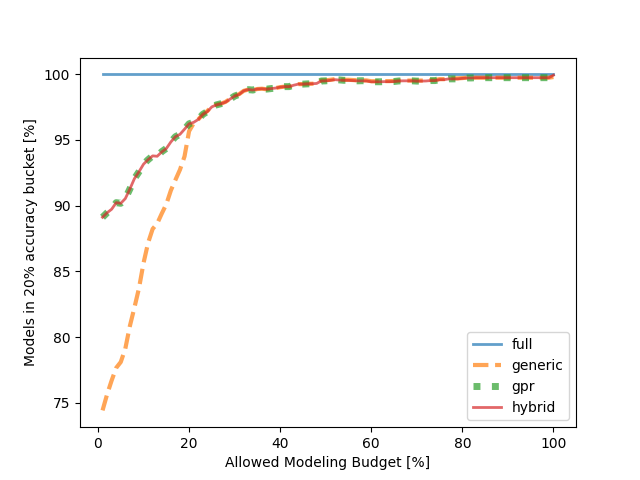 100
95
90
85
80
75
Models in 20% accuracy bucket [%]
full
generic
gpr
hybrid
0 20 40 60 80 100
Allowed Modeling Budget [%]